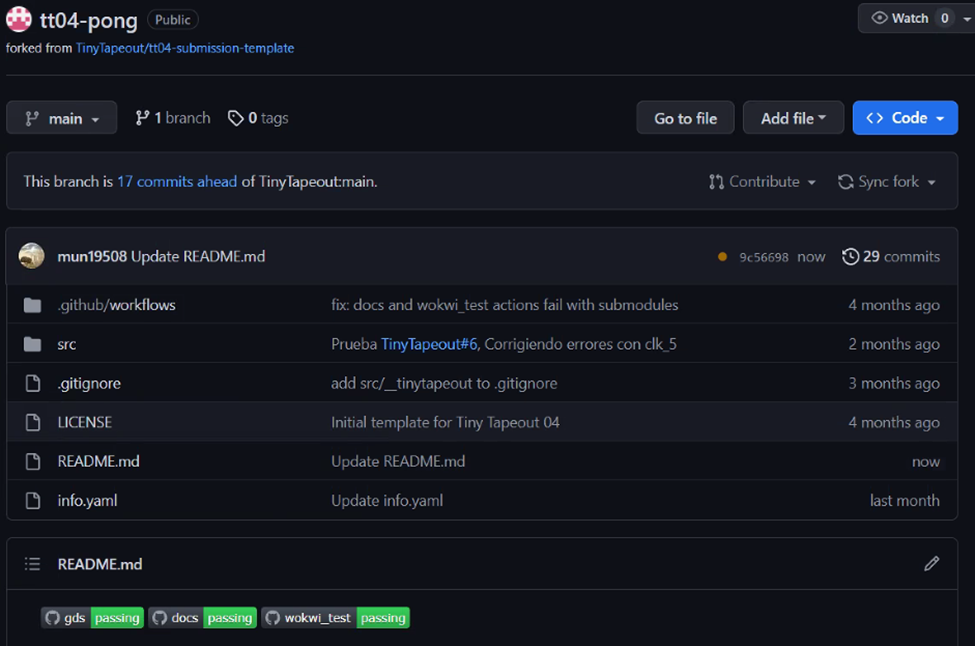 tt04-pong Public Watch 0
forked from TinyTapeout/tt04-submission-template
main 1 branch 0 tags Go to file Add file Code
This branch is 17 commits ahead of TinyTapeout:main. Contribute Sync fork
mun19508 Update README.md 9c56698 now 29 commits
.github/workflows fix: docs and wokwi_test actions fail with submodules 4 months ago
src Prueba TinyTapeout#6, Corrigiendo errores con clk_5 2 months ago
.gitignore add src/__tinytapeout to .gitignore 3 months ago
LICENSE Initial template for Tiny Tapeout 04 4 months ago
README.md Update README.md now
info.yaml Update info.yaml last month
README.md
gds passing docs passing wokwi_test passing